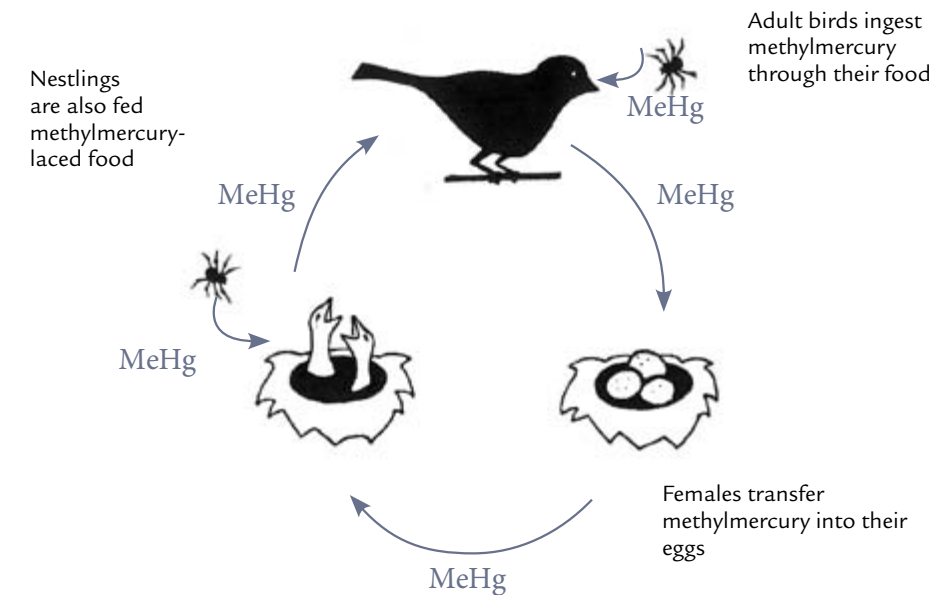 Adult birds ingest
methylmercury
through their food
MeHg
Nestlings
are also fed
methylmercury-
laced food
MeHg
MeHg
MeHg
Females transfer
methylmercury into their
eggs
MeHg